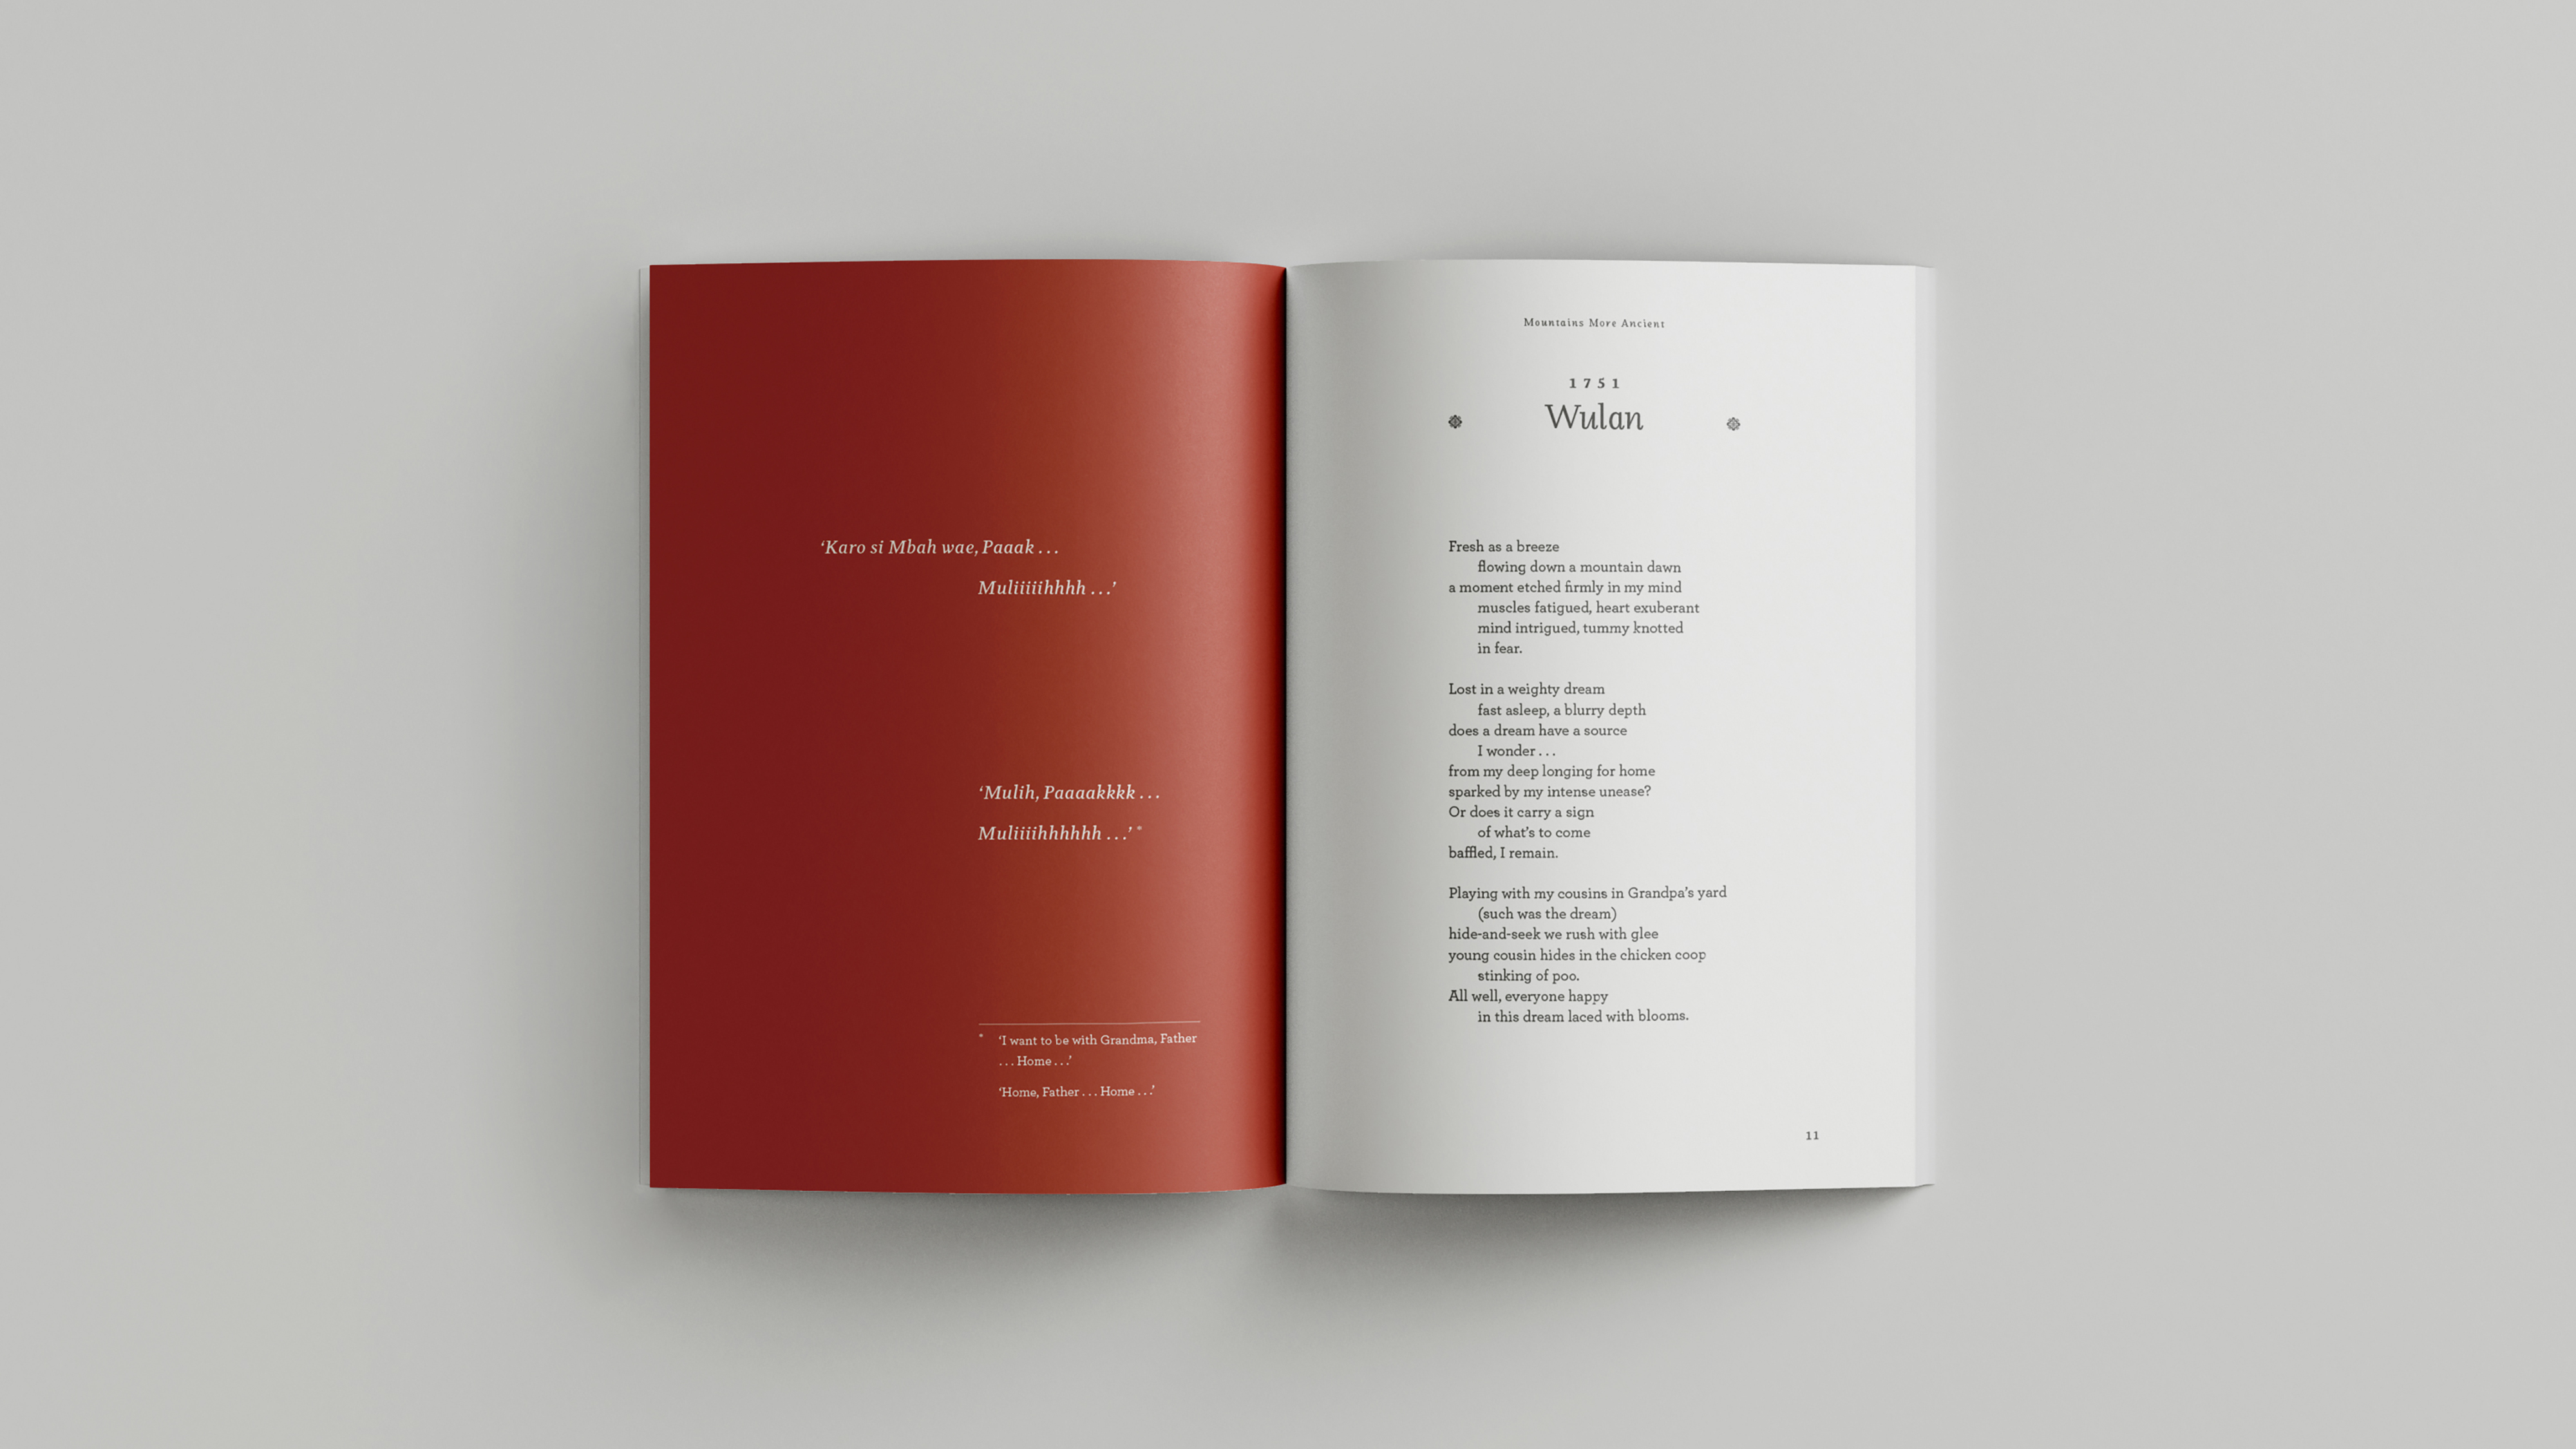 ‘Karo si Mbah wae, Paaak . . .
Muliiiiihhhh . . .’
‘Mulih, Paaaakkkk . . .
Muliiiihhhhhh . . .’ *
* ‘I want to be with Grandma, Father
. . . Home . . .’
‘Home, Father . . . Home . . .’
Mountains More Ancient
1751
Wulan
Fresh as a breeze
flowing down a mountain dawn
a moment etched firmly in my mind
muscles fatigued, heart exuberant
mind intrigued, tummy knotted
in fear.
Lost in a weighty dream
fast asleep, a blurry depth
does a dream have a source
I wonder . . .
from my deep longing for home
sparked by my intense unease?
Or does it carry a sign
of what’s to come
baffled, I remain.
Playing with my cousins in Grandpa’s yard
(such was the dream)
hide-and-seek we rush with glee
young cousin hides in the chicken coop
stinking of poo.
All well, everyone happy
in this dream laced with blooms.
11